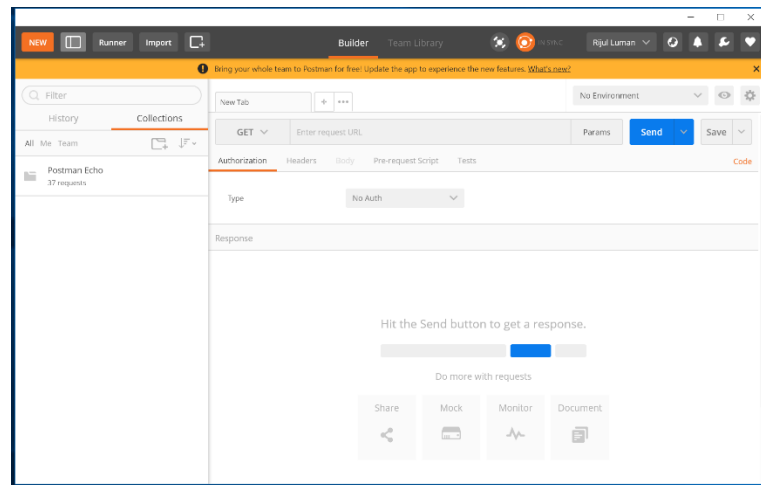 NEW Runner Import Builder Team Library IN SYNC Rijul Luman
Bring your whole team to Postman for free! Update the app to experience the new features. What's new?
Filter
History Collections
All Me Team
Postman Echo
37 requests
New Tab + ••• No Environment
GET Enter request URL Params Send Save
Authorization Headers Body Pre-request Script Tests Code
Type No Auth
Response
Hit the Send button to get a response.
Do more with requests
Share Mock Monitor Document